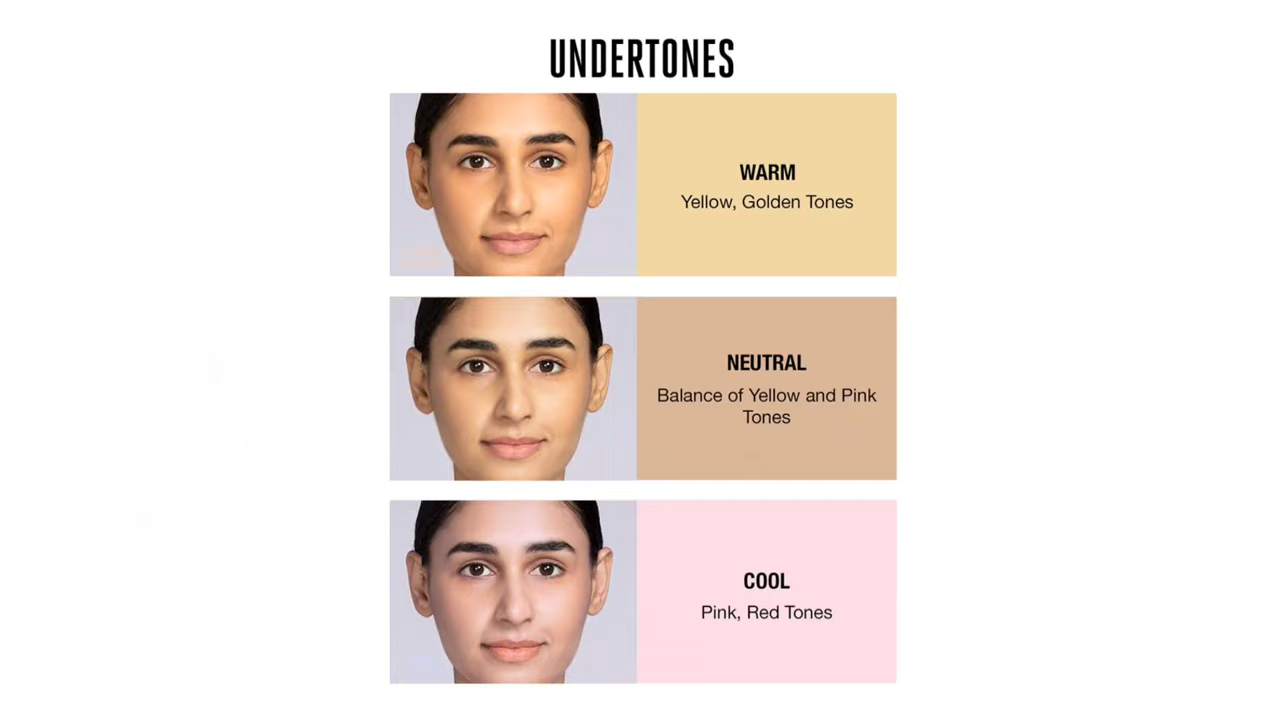 UNDERTONES
WARM
Yellow, Golden Tones
NEUTRAL
Balance of Yellow and Pink
Tones
COOL
Pink, Red Tones